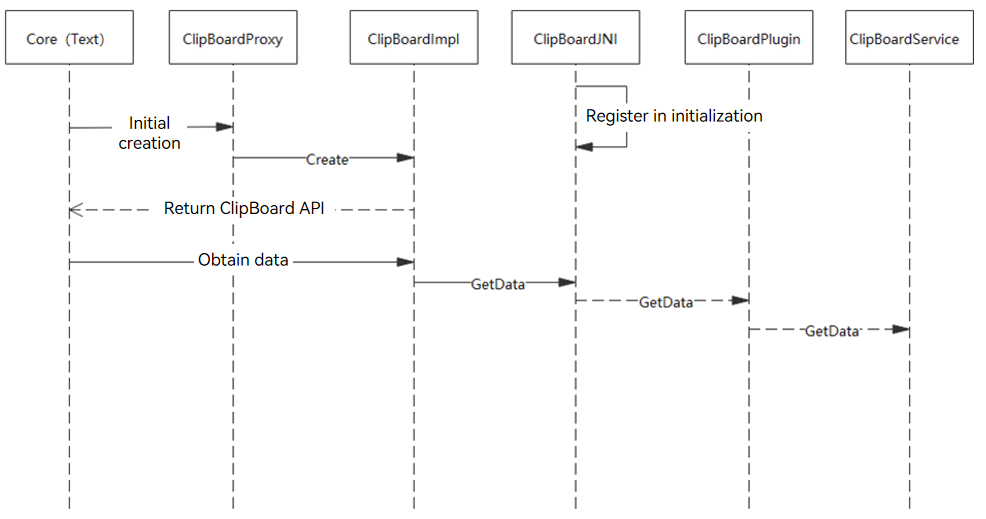 Core（Text）
ClipBoardProxy
ClipBoardImpl
ClipBoardJNI
ClipBoardPlugin
ClipBoardService
Register in initialization
Initial
creation
Create
Return ClipBoard API
Obtain data
GetData
GetData
GetData